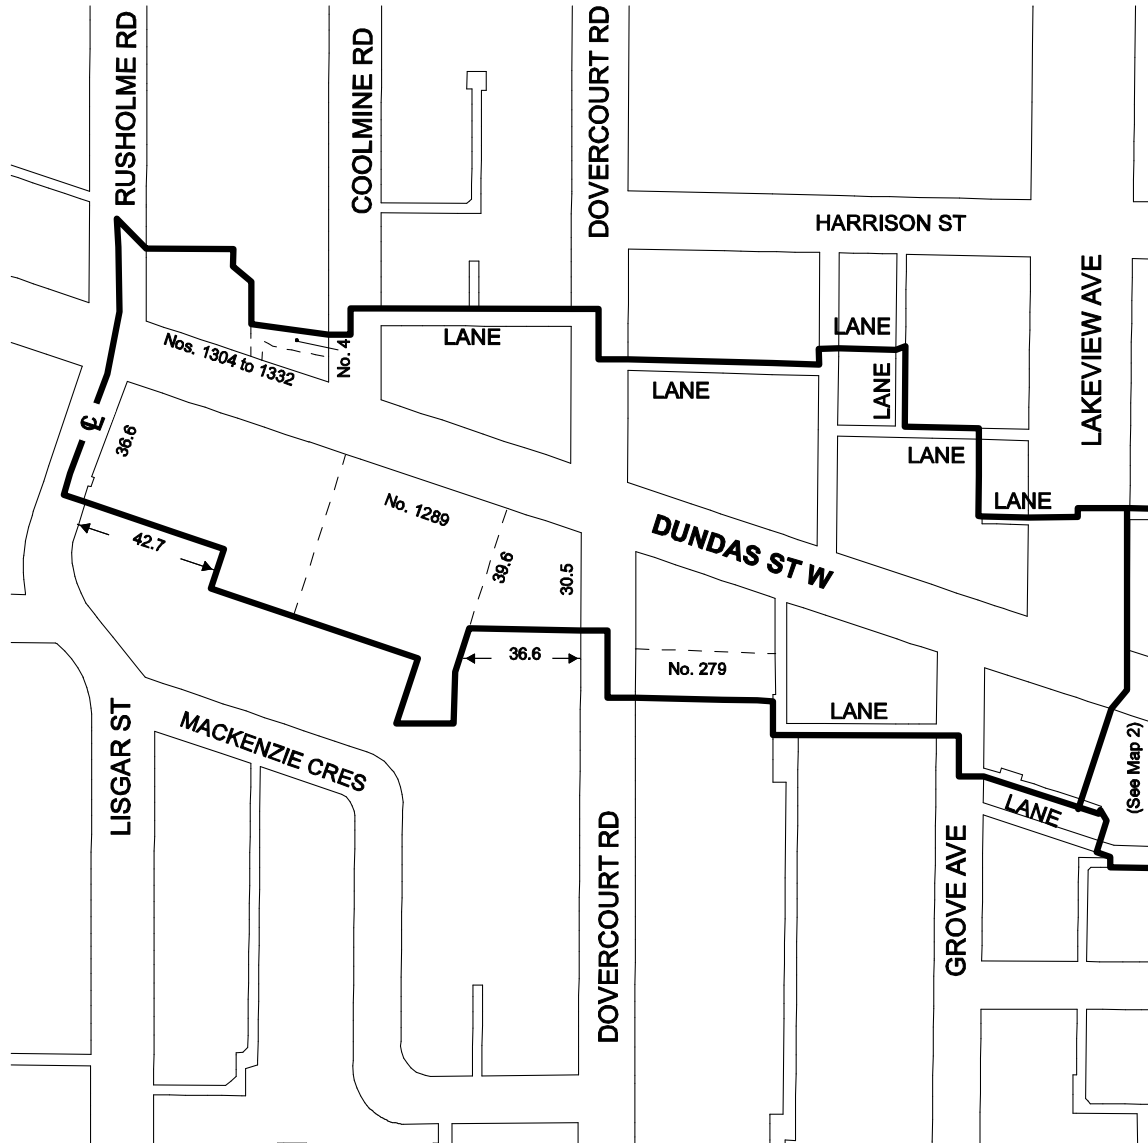 RUSHOLME RD
COOLMINE RD
DOVERCOURT RD
HARRISON ST
LAKEVIEW AVE
LANE
LANE
LANE
LANE
LANE
LANE
Nos. 1304 to 1332
No. 4
℄
36.6
No. 1289
42.7
39.6
30.5
36.6
DUNDAS ST W
No. 279
LANE
LANE
(See Map 2)
LISGAR ST
MACKENZIE CRES
DOVERCOURT RD
GROVE AVE